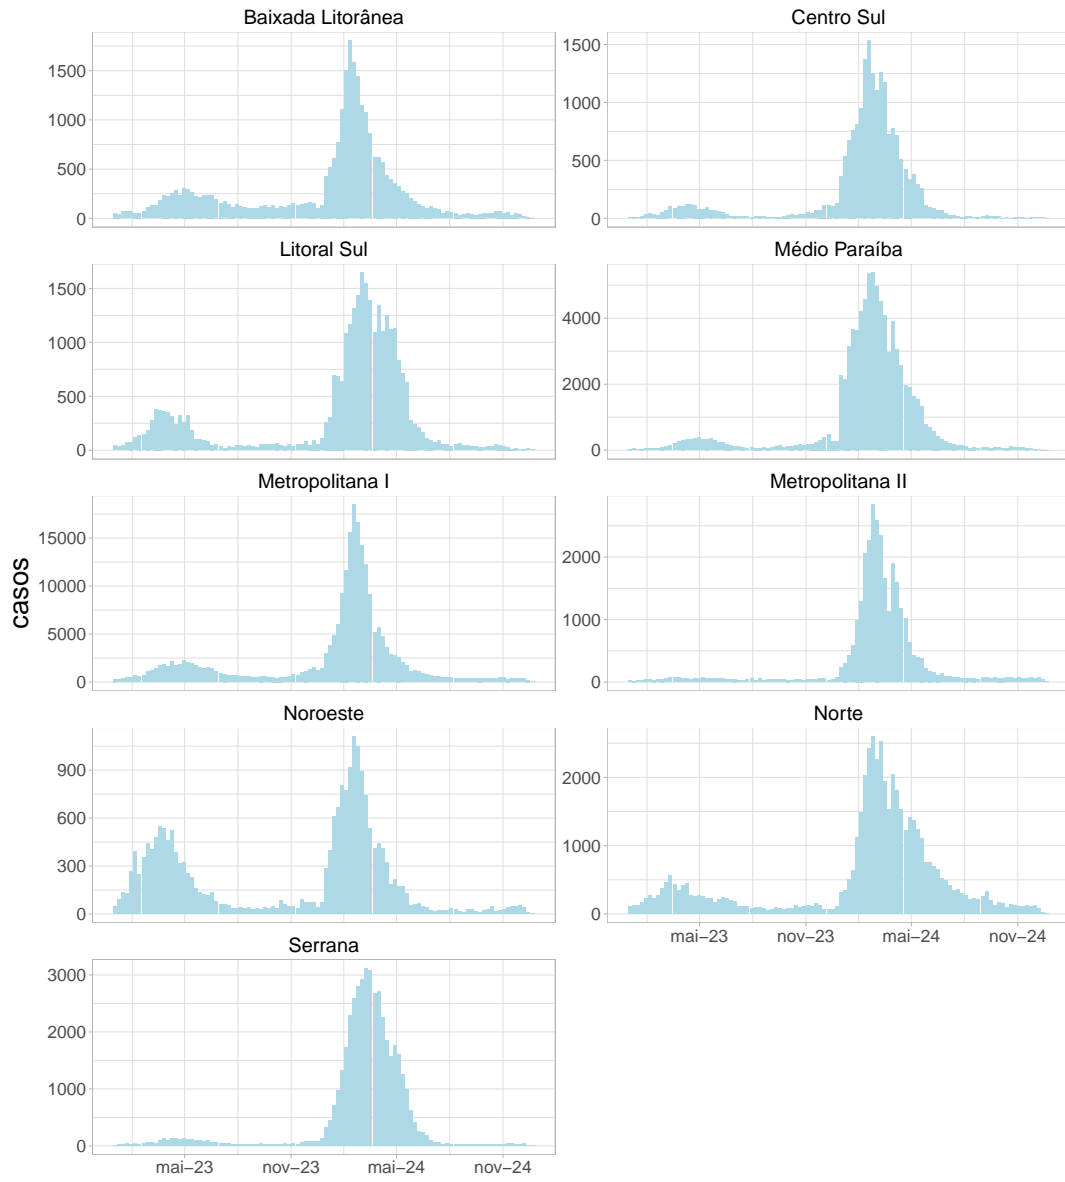 Baixada Litorânea
Centro Sul
1500
1000
500
0
1500
1000
500
0
Litoral Sul
Médio Paraíba
1500
1000
500
0
4000
2000
0
Metropolitana I
Metropolitana II
casos
15000
10000
5000
0
2000
1000
0
Noroeste
Norte
900
600
300
0
2000
1000
0
mai−23
nov−23
mai−24
nov−24
Serrana
3000
2000
1000
0
mai−23
nov−23
mai−24
nov−24